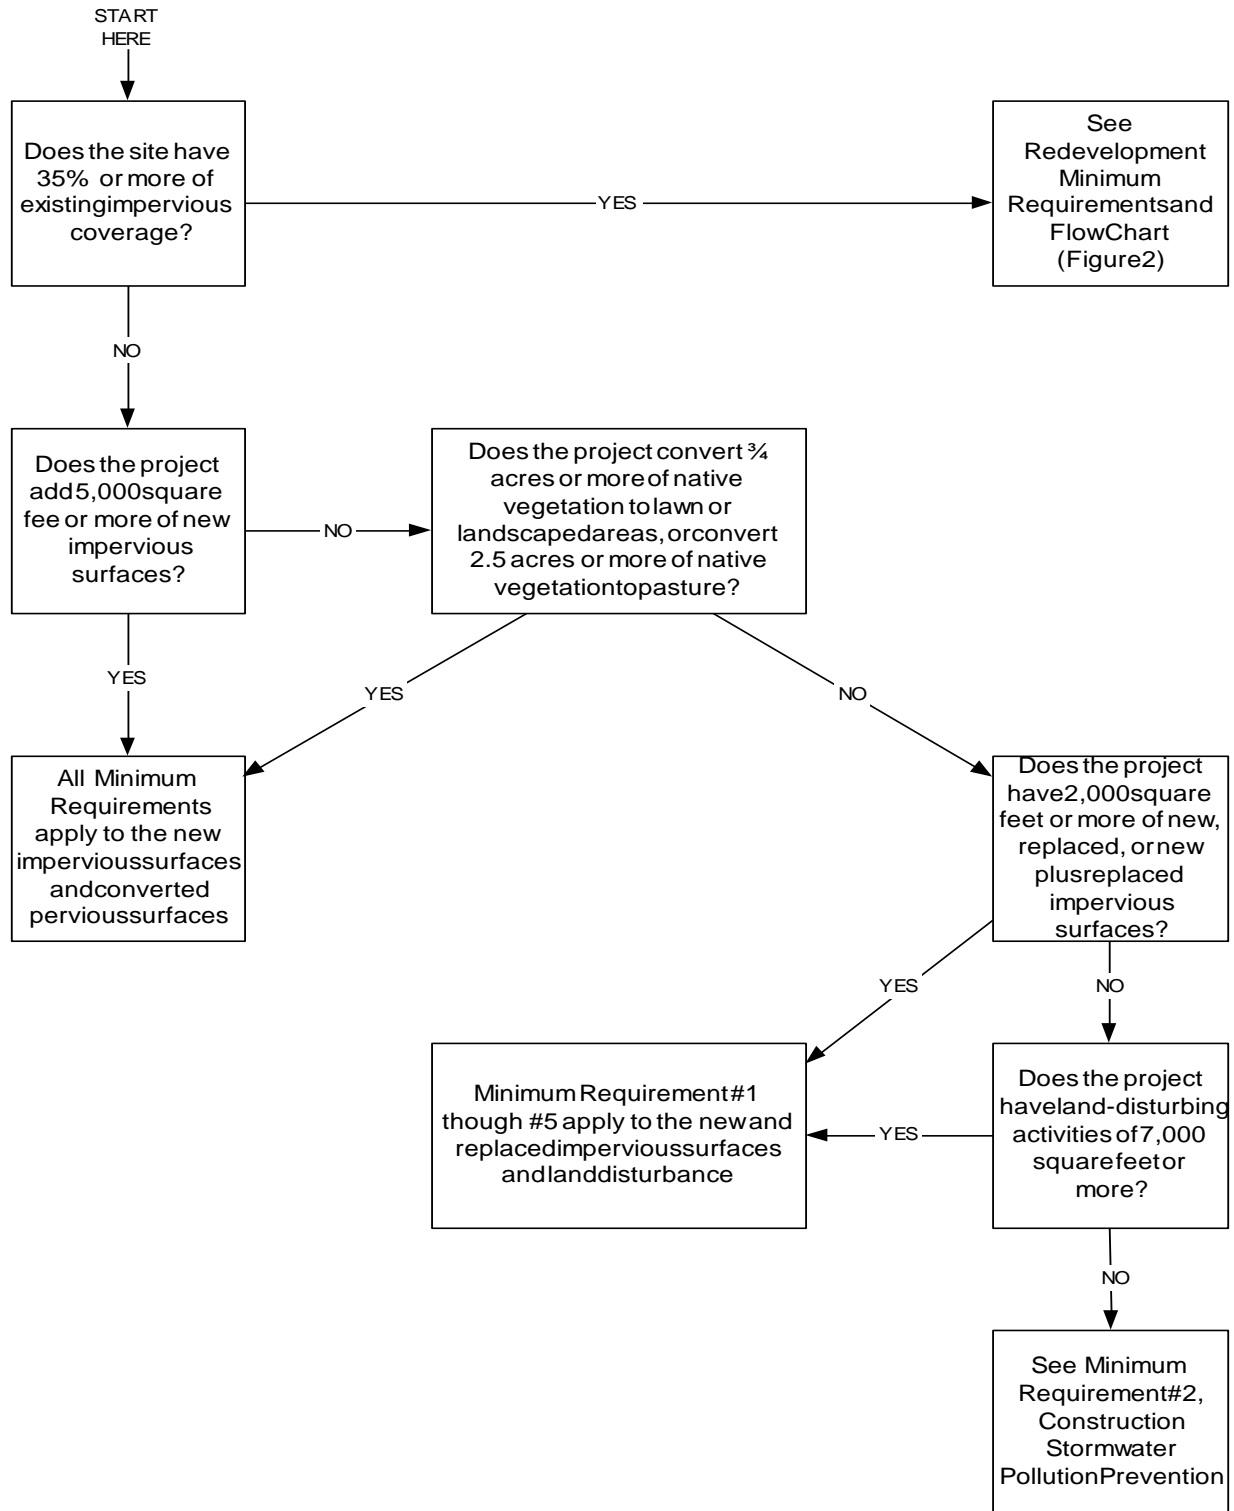 START
HERE
Does the site have
35% or more of
existingimpervious
coverage?
YES
See
Redevelopment
Minimum
Requirementsand
FlowChart
(Figure2)
NO
Does the project
add5,000square
fee or more of new
impervious
surfaces?
NO
Does the project convert ¾
acres or more of native
vegetation to lawn or
landscapedareas, orconvert
2.5 acres or more of native
vegetationtopasture?
YES
YES
NO
All Minimum
Requirements
apply to the new
impervioussurfaces
andconverted
pervioussurfaces
Does the project
have2,000square
feet or more of new,
replaced, ornew
plusreplaced
impervious
surfaces?
YES
NO
Minimum Requirement#1
though #5 apply to the newand
replacedimpervioussurfaces
andlanddisturbance
YES
Does the project
haveland-disturbing
activities of 7,000
squarefeetor
more?
NO
See Minimum
Requirement#2,
Construction
Stormwater
PollutionPrevention